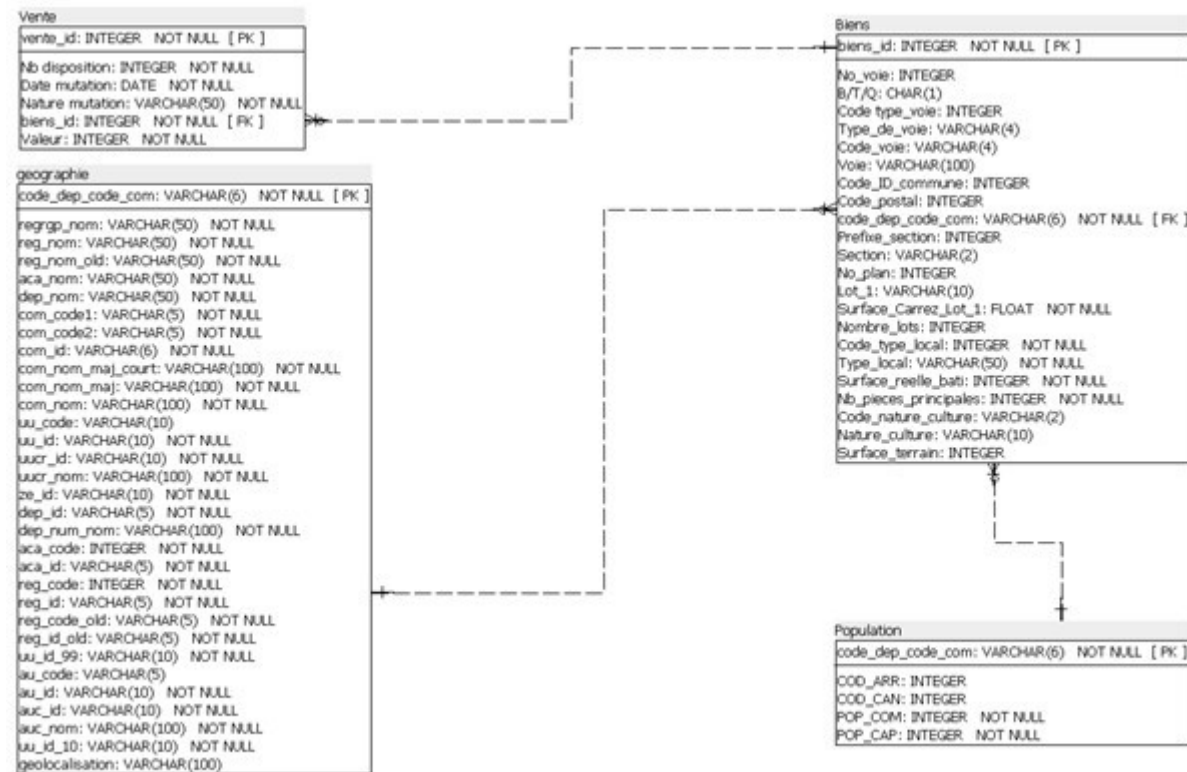 Vente
vente_id: INTEGER NOT NULL [ PK ]
Nb disposition: INTEGER NOT NULL
Date mutation: DATE NOT NULL
Nature mutation: VARCHAR(50) NOT NULL
biens_id: INTEGER NOT NULL [ FK ]
Valeur: INTEGER NOT NULL
geographie
code_dep_code_com: VARCHAR(6) NOT NULL [ PK ]
regrgp_nom: VARCHAR(50) NOT NULL
reg_nom: VARCHAR(50) NOT NULL
reg_nom_old: VARCHAR(50) NOT NULL
aca_nom: VARCHAR(50) NOT NULL
dep_nom: VARCHAR(50) NOT NULL
com_code1: VARCHAR(5) NOT NULL
com_code2: VARCHAR(5) NOT NULL
com_id: VARCHAR(6) NOT NULL
com_nom_maj_court: VARCHAR(100) NOT NULL
com_nom_maj: VARCHAR(100) NOT NULL
com_nom: VARCHAR(100) NOT NULL
uu_code: VARCHAR(10)
uu_id: VARCHAR(10) NOT NULL
uucr_id: VARCHAR(10) NOT NULL
uucr_nom: VARCHAR(100) NOT NULL
ze_id: VARCHAR(10) NOT NULL
dep_id: VARCHAR(5) NOT NULL
dep_num_nom: VARCHAR(100) NOT NULL
aca_code: INTEGER NOT NULL
aca_id: VARCHAR(5) NOT NULL
reg_code: INTEGER NOT NULL
reg_id: VARCHAR(5) NOT NULL
reg_code_old: VARCHAR(5) NOT NULL
reg_id_old: VARCHAR(5) NOT NULL
uu_id_99: VARCHAR(10) NOT NULL
au_code: VARCHAR(5)
au_id: VARCHAR(10) NOT NULL
auc_id: VARCHAR(10) NOT NULL
auc_nom: VARCHAR(100) NOT NULL
uu_id_10: VARCHAR(10) NOT NULL
geolocalisation: VARCHAR(100)
Biens
biens_id: INTEGER NOT NULL [ PK ]
No_voie: INTEGER
B/T/Q: CHAR(1)
Code type_voie: INTEGER
Type_de_voie: VARCHAR(4)
Code_voie: VARCHAR(4)
Voie: VARCHAR(100)
Code_ID_commune: INTEGER
Code_postal: INTEGER
code_dep_code_com: VARCHAR(6) NOT NULL [ FK ]
Prefixe_section: INTEGER
Section: VARCHAR(2)
No_plan: INTEGER
Lot_1: VARCHAR(10)
Surface_Carrez_Lot_1: FLOAT NOT NULL
Nombre_lots: INTEGER
Code_type_local: INTEGER NOT NULL
Type_local: VARCHAR(50) NOT NULL
Surface_reelle_bati: INTEGER NOT NULL
Nb_pieces_principales: INTEGER NOT NULL
Code_nature_culture: VARCHAR(2)
Nature_culture: VARCHAR(10)
Surface_terrain: INTEGER
Population
code_dep_code_com: VARCHAR(6) NOT NULL [ PK ]
COD_ARR: INTEGER
COD_CAN: INTEGER
POP_COM: INTEGER NOT NULL
POP_CAP: INTEGER NOT NULL